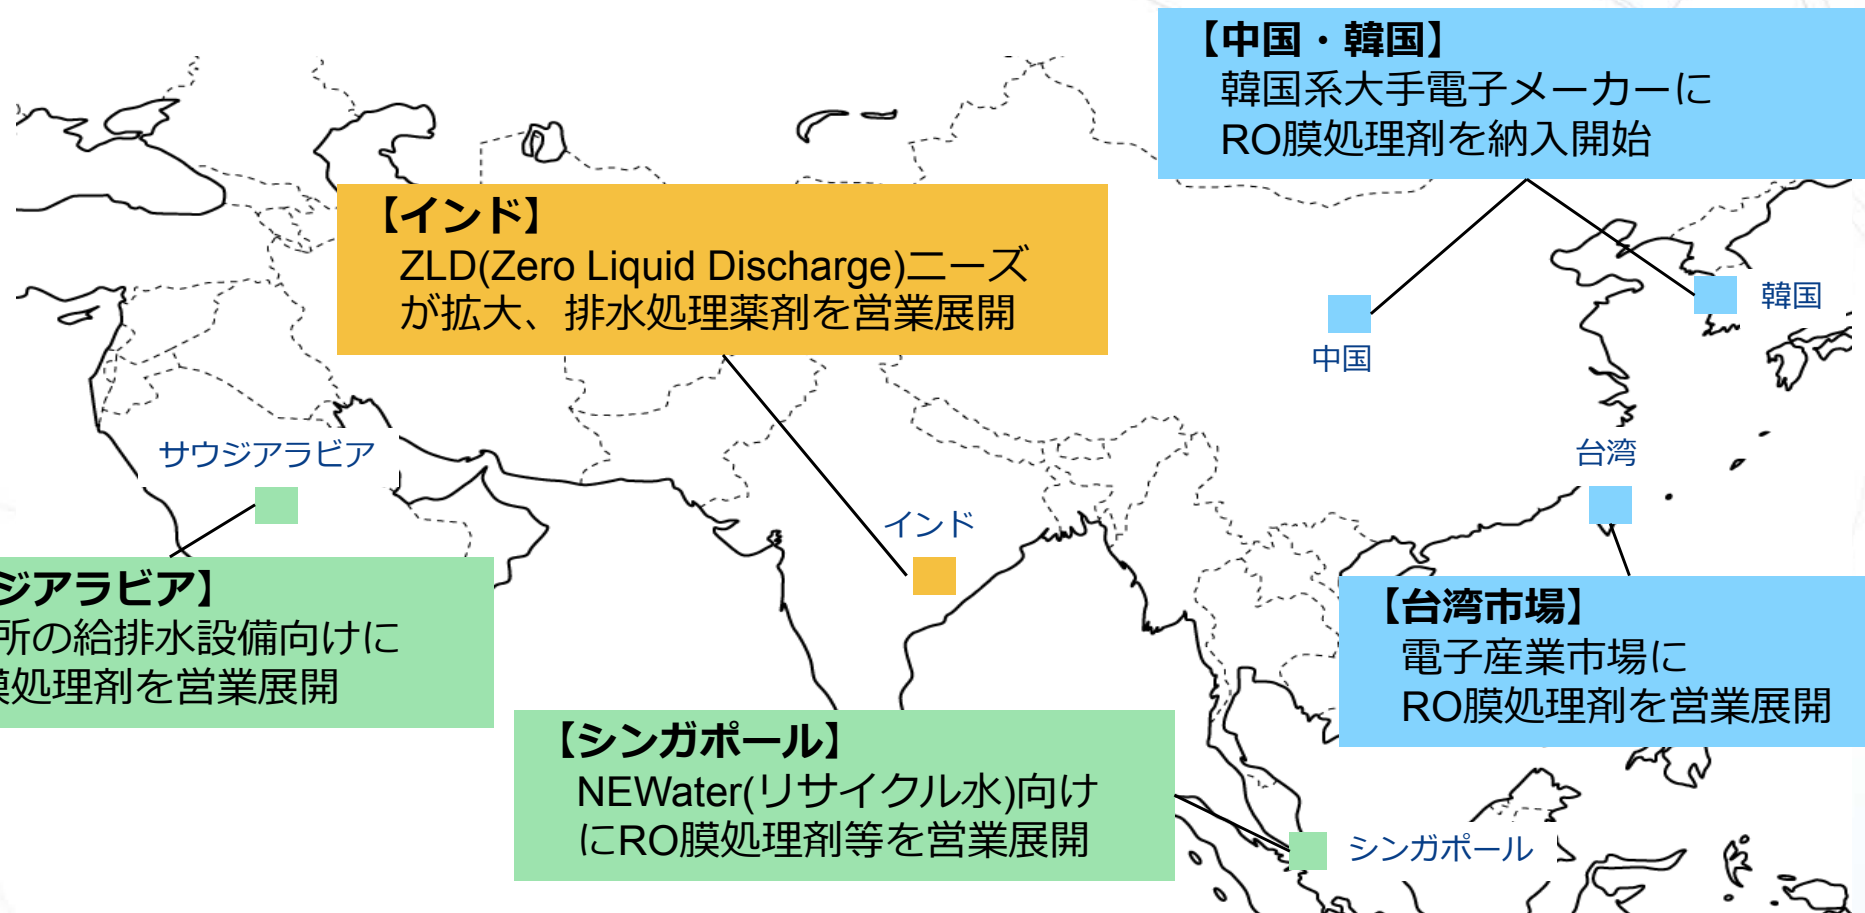 【中国・韓国】
韓国系大手電子メーカーに
RO膜処理剤を納入開始
【インド】
ZLD(Zero Liquid Discharge)ニーズ
が拡大、排水処理薬剤を営業展開
韓国
中国
サウジアラビア
台湾
インド
ジアラビア】
所の給排水設備向けに
膜処理剤を営業展開
【台湾市場】
電子産業市場に
RO膜処理剤を営業展開
【シンガポール】
NEWater(リサイクル水)向け
にRO膜処理剤等を営業展開
シンガポール